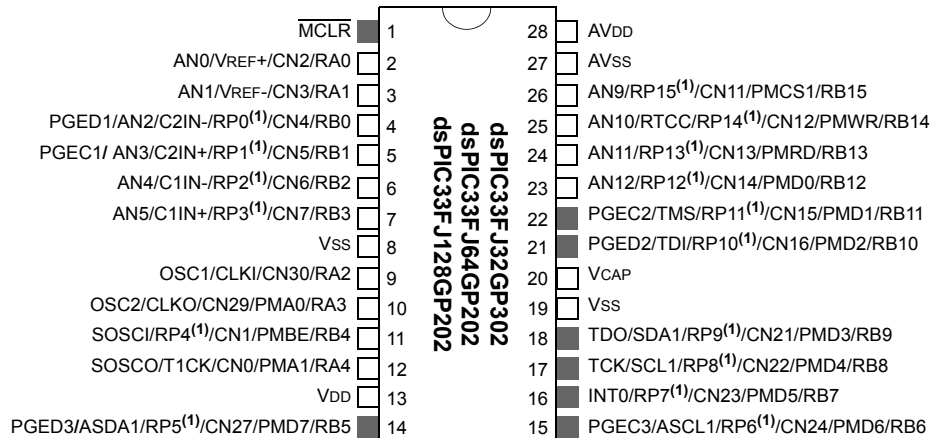 MCLR 1 28 AVDD
AN0/VREF+/CN2/RA0 2 27 AVSS
AN1/VREF-/CN3/RA1 3 26 AN9/RP15(1)/CN11/PMCS1/RB15
PGED1/AN2/C2IN-/RP0(1)/CN4/RB0 4 25 AN10/RTCC/RP14(1)/CN12/PMWR/RB14
PGEC1/ AN3/C2IN+/RP1(1)/CN5/RB1 5 24 AN11/RP13(1)/CN13/PMRD/RB13
AN4/C1IN-/RP2(1)/CN6/RB2 6 23 AN12/RP12(1)/CN14/PMD0/RB12
AN5/C1IN+/RP3(1)/CN7/RB3 7 22 PGEC2/TMS/RP11(1)/CN15/PMD1/RB11
VSS 8 21 PGED2/TDI/RP10(1)/CN16/PMD2/RB10
OSC1/CLKI/CN30/RA2 9 20 VCAP
OSC2/CLKO/CN29/PMA0/RA3 10 19 VSS
SOSCI/RP4(1)/CN1/PMBE/RB4 11 18 TDO/SDA1/RP9(1)/CN21/PMD3/RB9
SOSCO/T1CK/CN0/PMA1/RA4 12 17 TCK/SCL1/RP8(1)/CN22/PMD4/RB8
VDD 13 16 INT0/RP7(1)/CN23/PMD5/RB7
PGED3/ASDA1/RP5(1)/CN27/PMD7/RB5 14 15 PGEC3/ASCL1/RP6(1)/CN24/PMD6/RB6
dsPIC33FJ32GP302
dsPIC33FJ64GP202
dsPIC33FJ128GP202